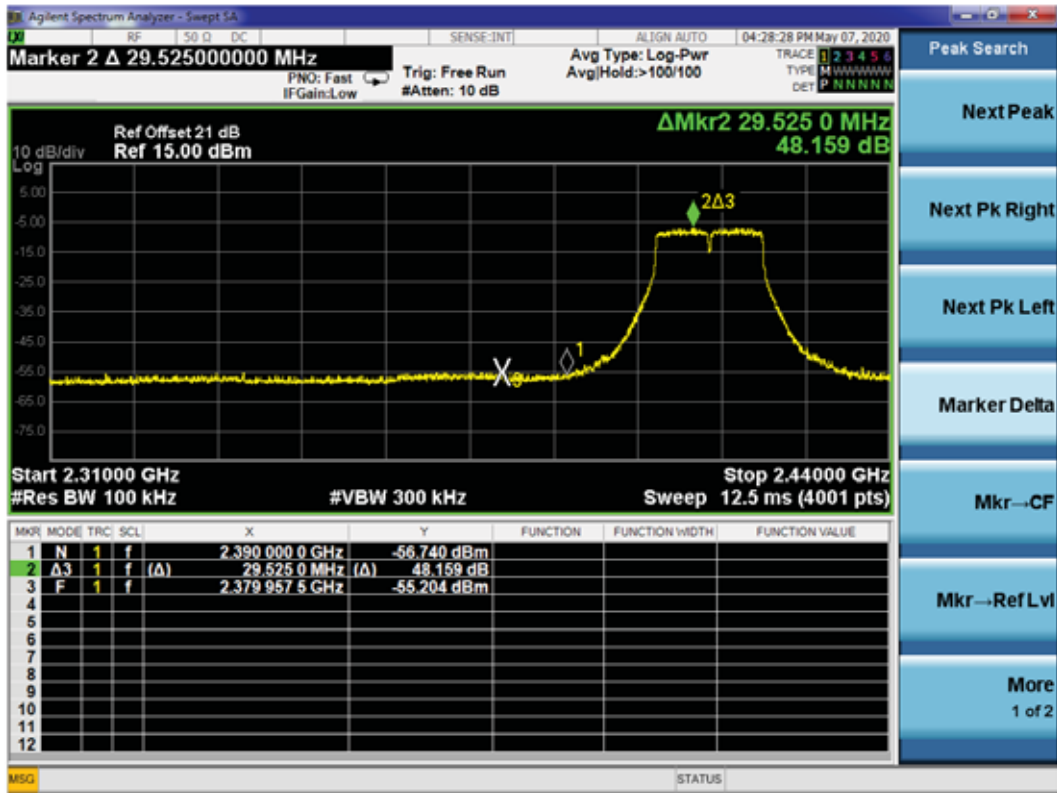 Agilent Spectrum Analyzer - Swept SA
LXI RF 50 Ω DC SENSE:INT ALIGN AUTO 04:28:28 PM May 07, 2020
Marker 2 Δ 29.525000000 MHz
PNO: Fast
IFGain:Low
Trig: Free Run
#Atten: 10 dB
Avg Type: Log-Pwr
Avg|Hold:>100/100
TRACE 1 2 3 4 5 6
TYPE M WWWWW
DET P N N N N N
Peak Search
Ref Offset 21 dB
10 dB/div Ref 15.00 dBm
Log
ΔMkr2 29.525 0 MHz
48.159 dB
5.00
-5.00
-15.0
-25.0
-35.0
-45.0
-55.0
-65.0
-75.0
2Δ3
1
3
Start 2.31000 GHz
Stop 2.44000 GHz
#Res BW 100 kHz
#VBW 300 kHz
Sweep 12.5 ms (4001 pts)
MKR MODE TRC SCL X Y FUNCTION FUNCTION WIDTH FUNCTION VALUE
1 N 1 f 2.390 000 0 GHz -56.740 dBm
2 Δ3 1 f (Δ) 29.525 0 MHz (Δ) 48.159 dB
3 F 1 f 2.379 957 5 GHz -55.204 dBm
4
5
6
7
8
9
10
11
12
MSG
STATUS
Next Peak
Next Pk Right
Next Pk Left
Marker Delta
Mkr→CF
Mkr→Ref Lvl
More
1 of 2